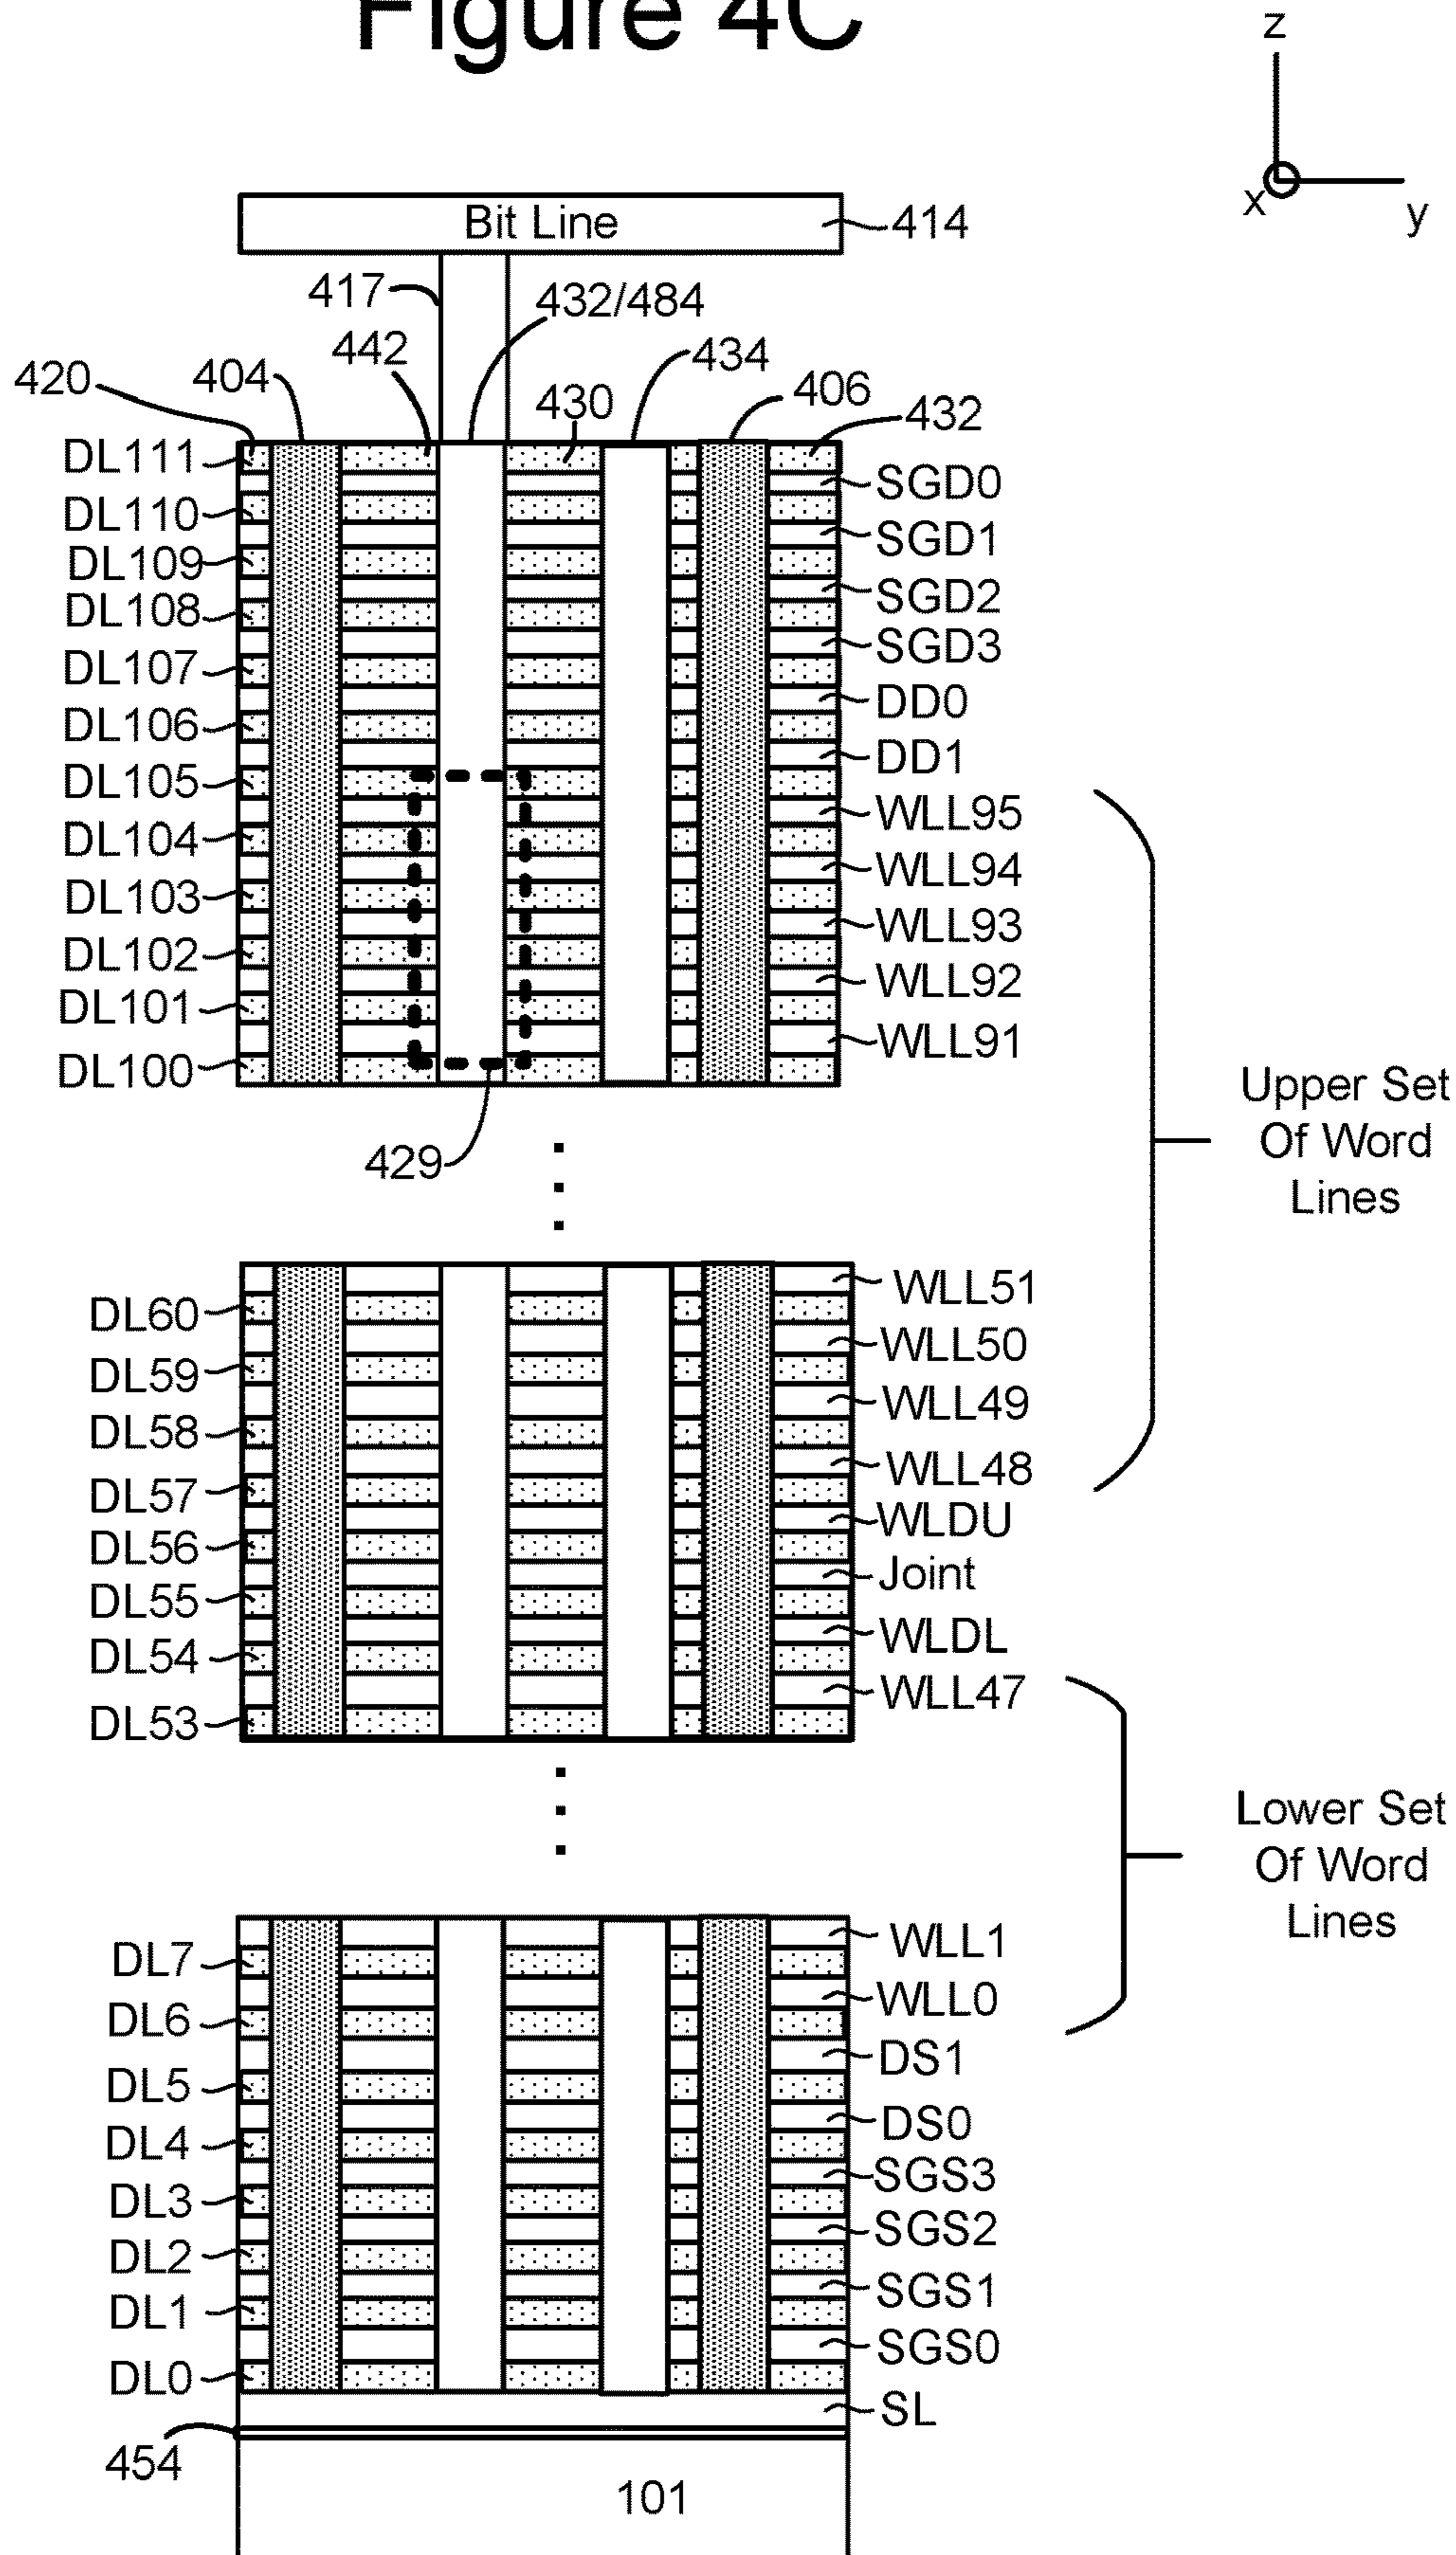 Figure 4C
z
x
y
Bit Line
414
417
432/484
442
434
420
404
430
406
432
DL111
SGD0
DL110
SGD1
DL109
SGD2
DL108
SGD3
DL107
DD0
DL106
DD1
DL105
WLL95
DL104
WLL94
DL103
WLL93
DL102
WLL92
DL101
WLL91
DL100
429
Upper Set
Of Word
Lines
WLL51
DL60
WLL50
DL59
WLL49
DL58
WLL48
DL57
WLDU
DL56
Joint
DL55
WLDL
DL54
WLL47
DL53
Lower Set
Of Word
Lines
WLL1
DL7
WLL0
DL6
DS1
DL5
DS0
DL4
SGS3
DL3
SGS2
DL2
SGS1
DL1
SGS0
DL0
SL
454
101